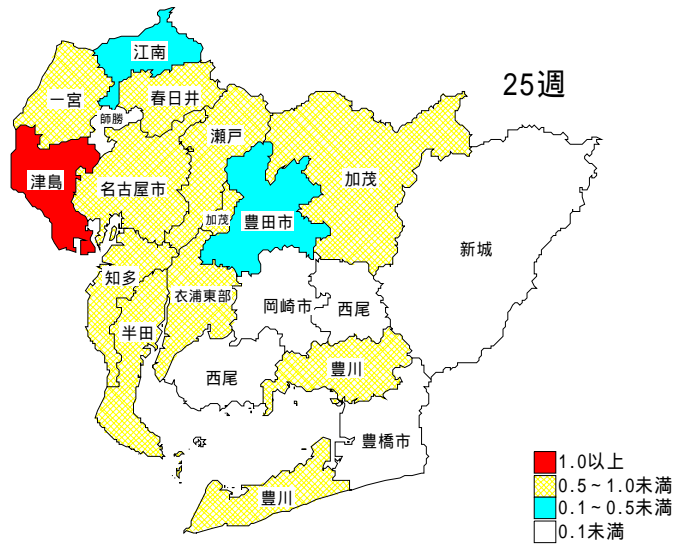 江南
25週
一宮
春日井
師勝
瀬戸
津島
名古屋市
加茂
加茂
豊田市
新城
知多
衣浦東部
岡崎市
西尾
半田
西尾
豊川
豊橋市
豊川
1.0以上
0.5~1.0未満
0.1~0.5未満
0.1未満